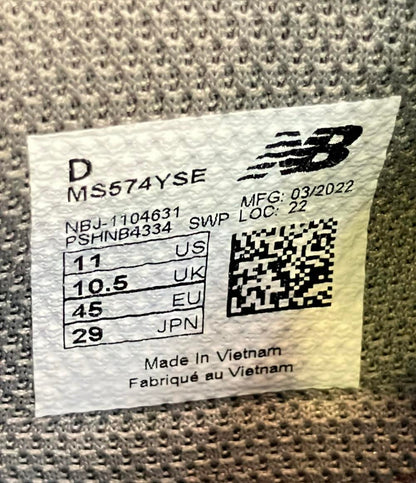 D
MS574YSE
NB
NBJ-1104631
PSHNB4334 SWP
MFG: 03/2022
LOC: 22
11 US
10.5 UK
45 EU
29 JPN
Made In Vietnam
Fabriqué au Vietnam